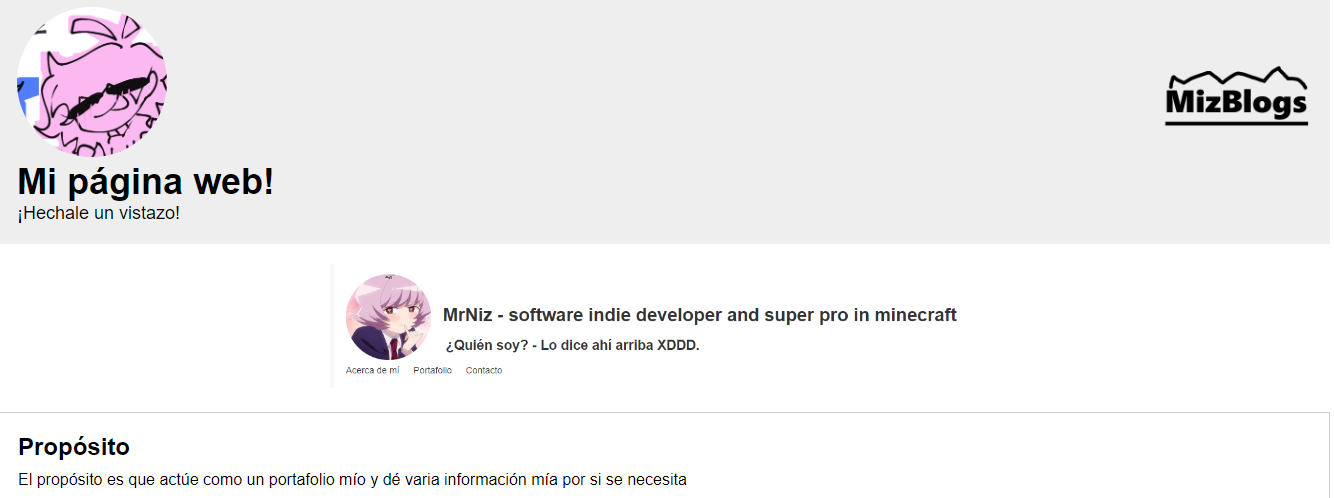 MizBlogs
Mi página web!
¡Hechale un vistazo!
MrNiz - software indie developer and super pro in minecraft
¿Quién soy? - Lo dice ahí arriba XDDD.
Acerca de mí Portafolio Contacto
Propósito
El propósito es que actúe como un portafolio mío y dé varia información mía por si se necesita